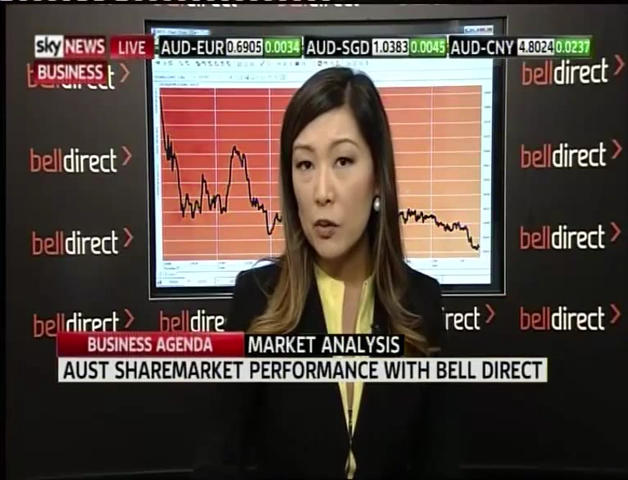 sky NEWS LIVE AUD-EUR 0.6905 0.0034 AUD-SGD 1.0383 0.0045 AUD-CNY 4.8024 0.0237
BUSINESS
belldirect belldirect
belldirect belldirect
belldirect belldirect
belldirect belldire rect belldirect
BUSINESS AGENDA MARKET ANALYSIS
AUST SHAREMARKET PERFORMANCE WITH BELL DIRECT